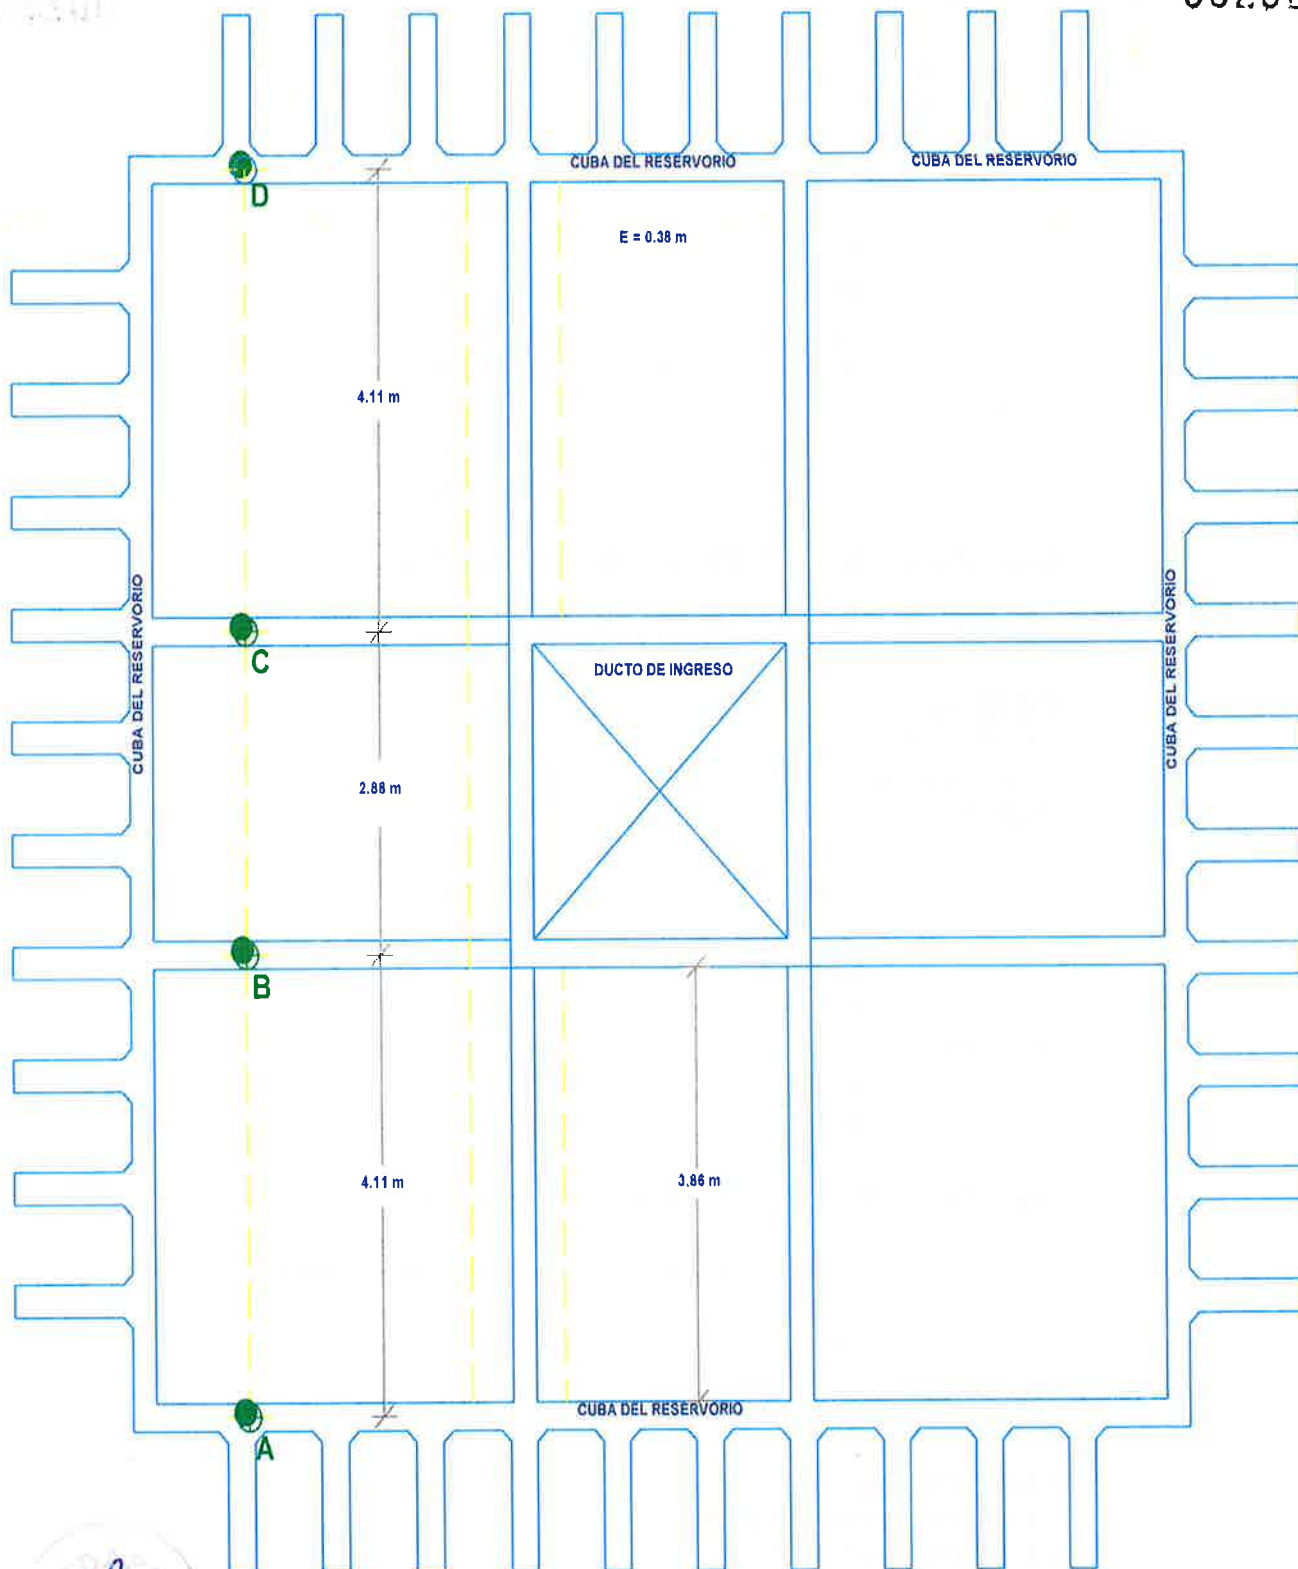 CUBA DEL RESERVORIO
CUBA DEL RESERVORIO
D
E = 0.38 m
4.11 m
CUBA DEL RESERVORIO
CUBA DEL RESERVORIO
C
DUCTO DE INGRESO
2.88 m
B
4.11 m
3.86 m
CUBA DEL RESERVORIO
A